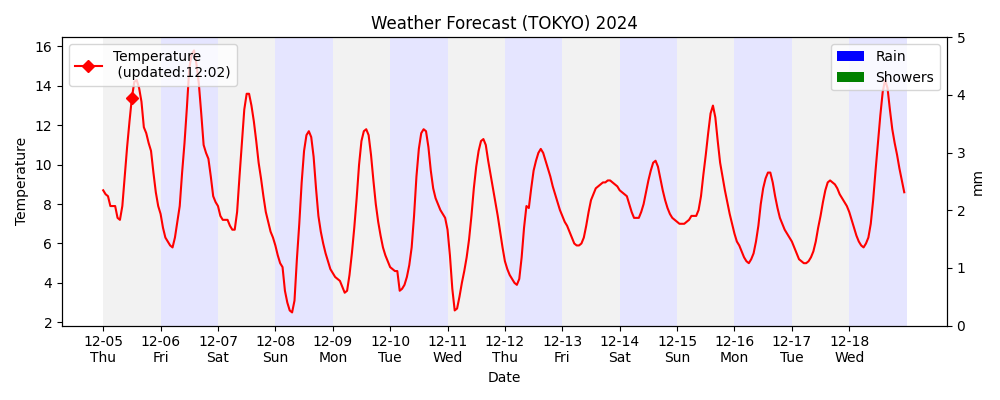 Weather Forecast (TOKYO) 2024
Temperature
(updated:12:02)
Rain
Showers
16
14
12
10
8
6
4
2
Temperature
5
4
3
2
1
0
mm
12-05 12-06 12-07 12-08 12-09 12-10 12-11 12-12 12-13 12-14 12-15 12-16 12-17 12-18
Thu Fri Sat Sun Mon Tue Wed Thu Fri Sat Sun Mon Tue Wed
Date